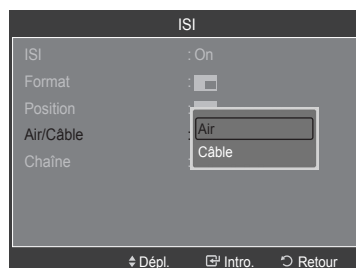 ISI
ISI : On
Format :
Position :
Air/Câble :
Air
Câble
Chaîne :
Dépl. Intro. Retour